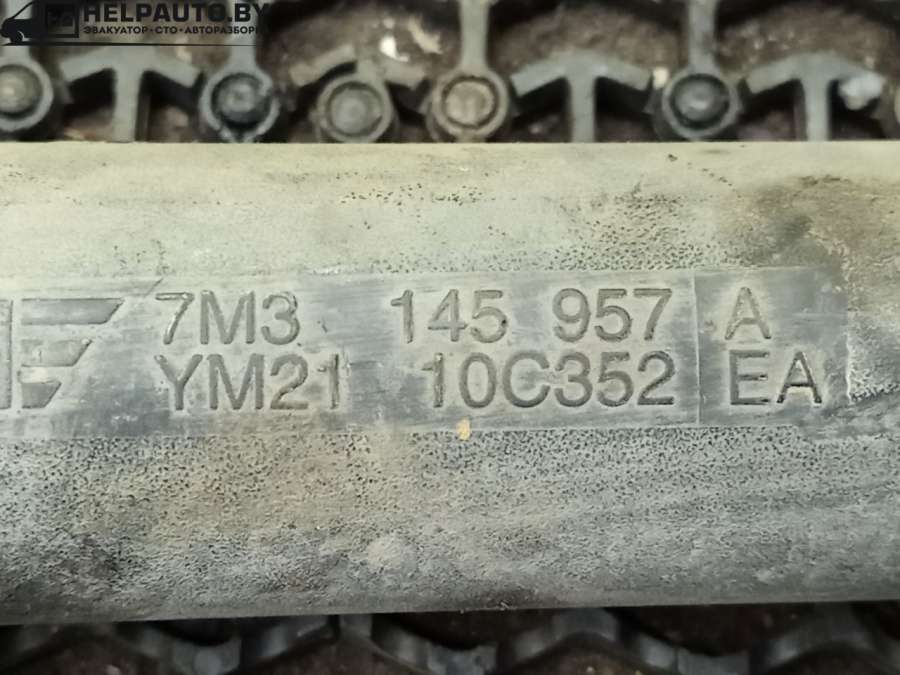 HELPAUTO.BY
ЭВАКУАТОР•СТО•АВТОРАЗБОРКА
7M3 145 957 A
YM21 10C352 EA